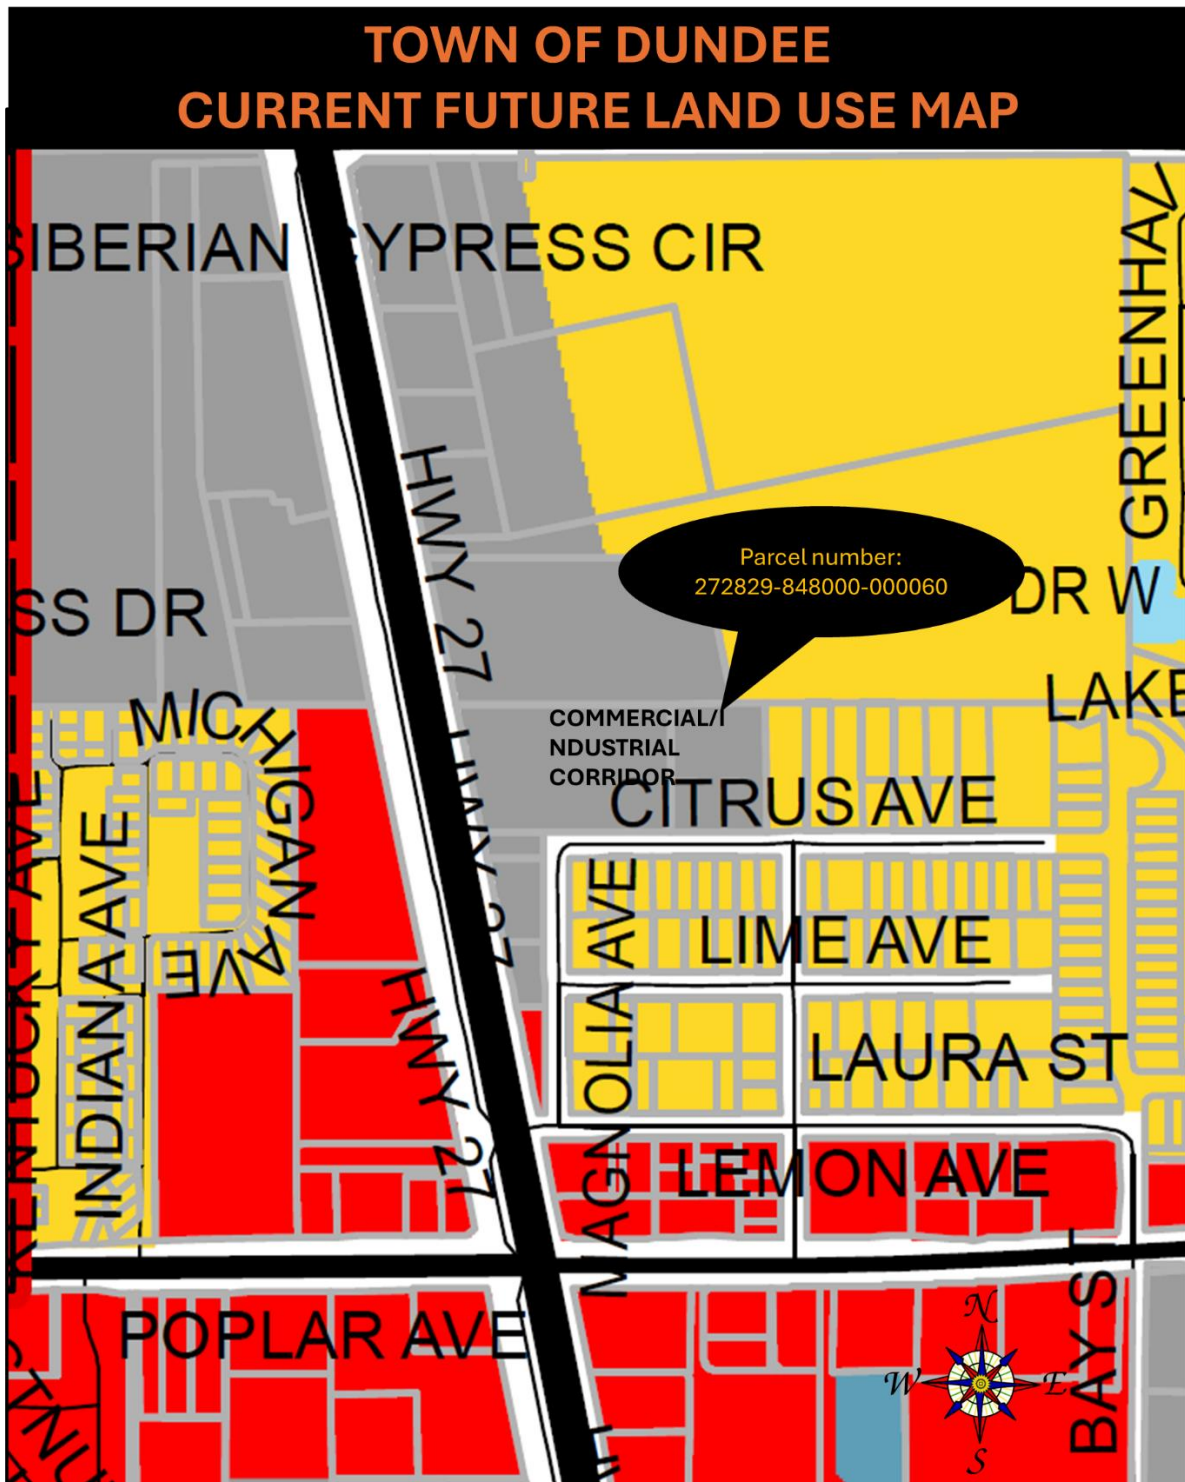 TOWN OF DUNDEE
CURRENT FUTURE LAND USE MAP
SIBERIAN CYPRESS CIR
GREENHAV
HWY 27
Parcel number:
272829-848000-000060
SS DR
DR W
LAKE
MICHIGAN AVE
COMMERCIAL/I
NDUSTRIAL
CORRIDOR
HWY 27
CITRUS AVE
KENTUCKY AVE
INDIANA AVE
MAGNOLIA AVE
LIME AVE
HWY 27
LAURA ST
LEMON AVE
POPLAR AVE
BAY ST
N
W
E
S